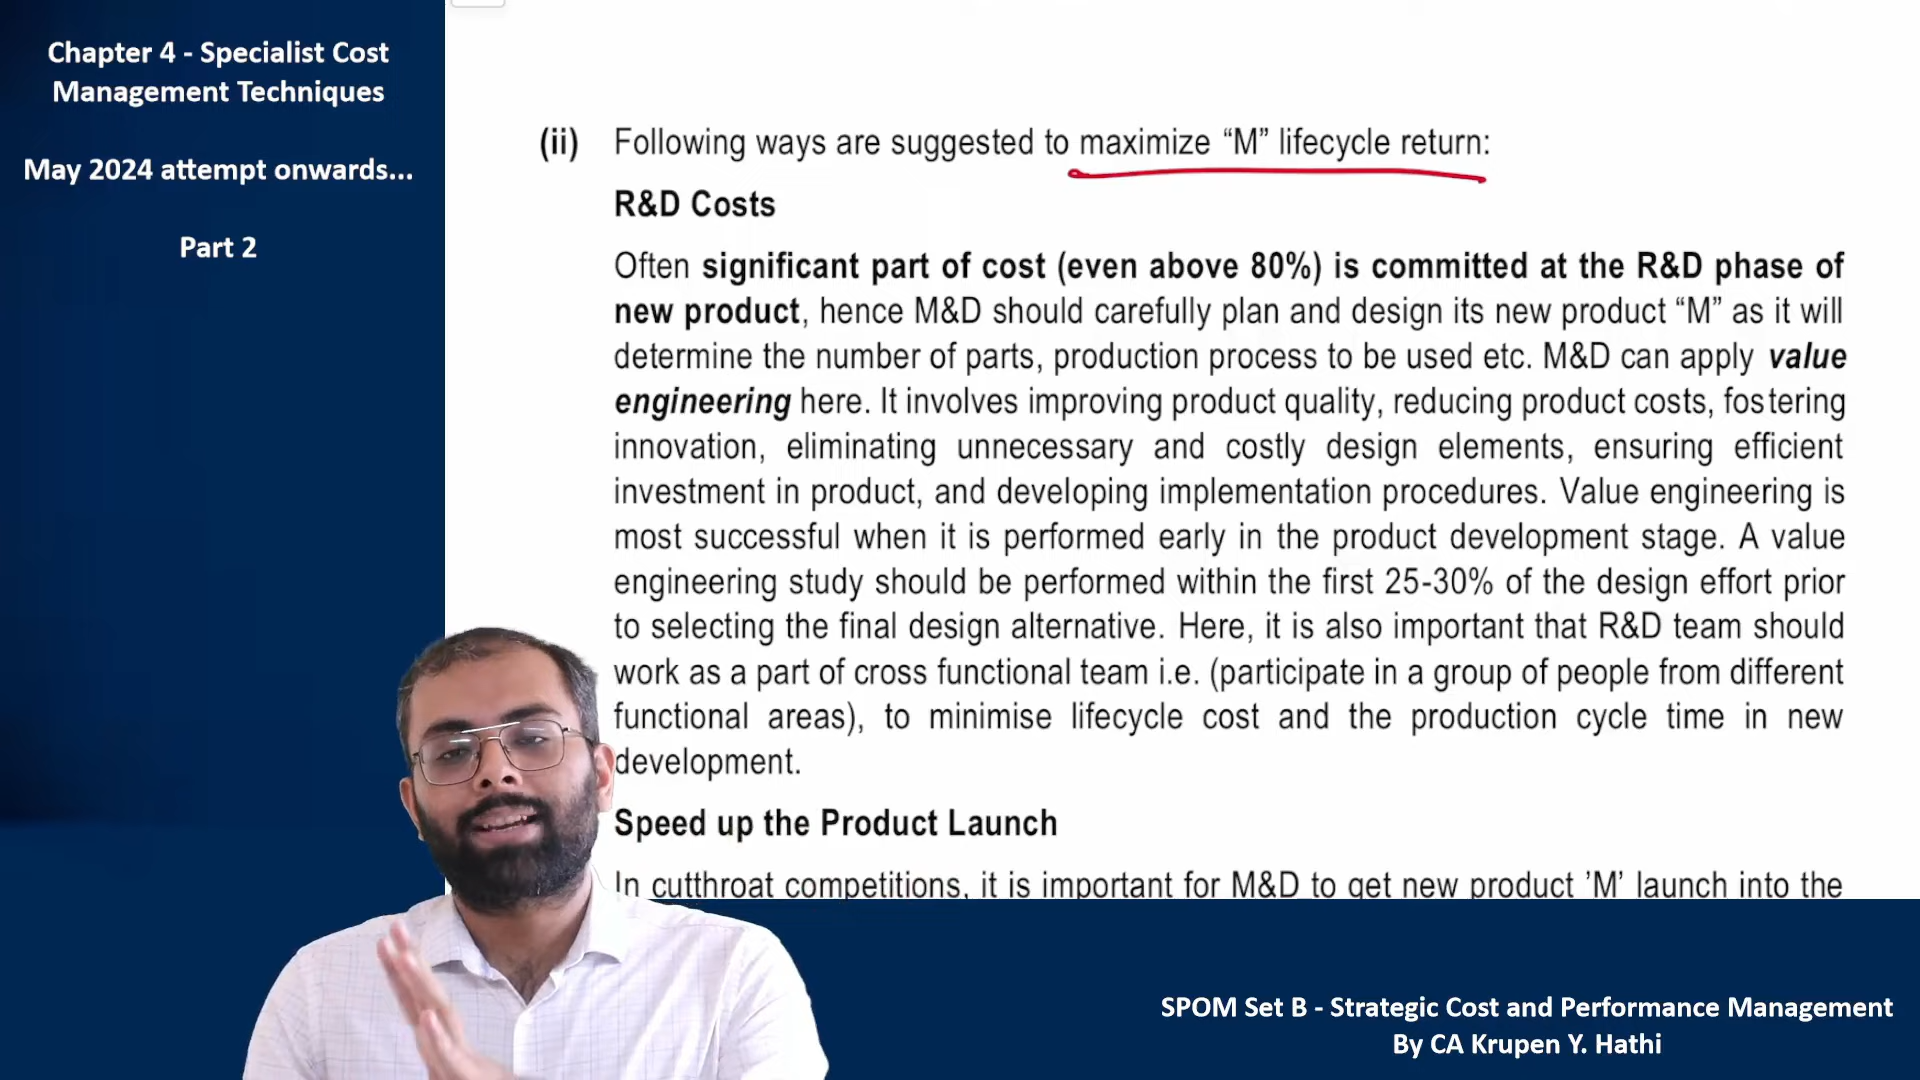 Chapter 4 - Specialist Cost
Management Techniques
May 2024 attempt onwards...
Part 2
(ii) Following ways are suggested to maximize “M” lifecycle return:
R&D Costs
Often significant part of cost (even above 80%) is committed at the R&D phase of
new product, hence M&D should carefully plan and design its new product “M” as it will
determine the number of parts, production process to be used etc. M&D can apply value
engineering here. It involves improving product quality, reducing product costs, fostering
innovation, eliminating unnecessary and costly design elements, ensuring efficient
investment in product, and developing implementation procedures. Value engineering is
most successful when it is performed early in the product development stage. A value
engineering study should be performed within the first 25-30% of the design effort prior
to selecting the final design alternative. Here, it is also important that R&D team should
work as a part of cross functional team i.e. (participate in a group of people from different
functional areas), to minimise lifecycle cost and the production cycle time in new
development.
Speed up the Product Launch
In cutthroat competitions, it is important for M&D to get new product ’M’ launch into the
SPOM Set B - Strategic Cost and Performance Management
By CA Krupen Y. Hathi